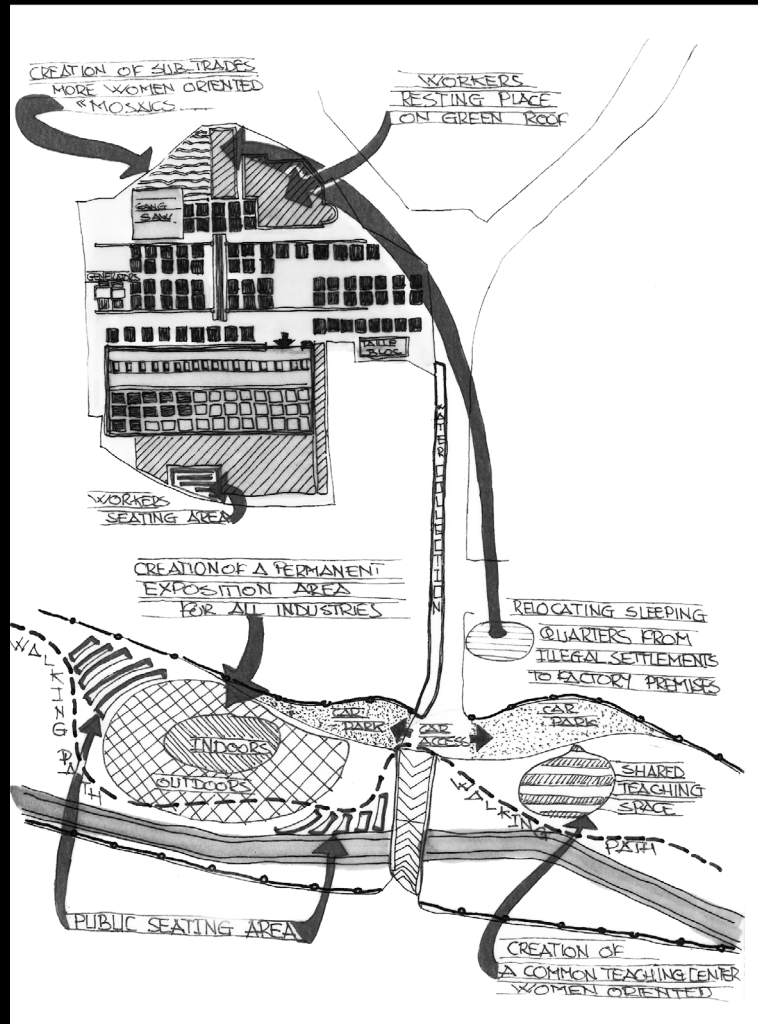 CREATION OF SUB-TRADES
MORE WOMEN ORIENTED
"MOSAICS
WORKERS
RESTING PLACE
ON GREEN ROOF
GANG
SAW.
GENERATORS
WATER COLLECTION
WORKERS
SEATING AREA
CREATION OF A PERMANENT
EXPOSITION AREA
FOR ALL INDUSTRIES
RELOCATING SLEEPING
QUARTERS FROM
ILLEGAL SETTLEMENTS
TO FACTORY PREMISES
WALKING PATH
CAR
PARK
CAR
ACCESS
CAR
PARK
INDOORS
OUTDOORS
SHARED
TEACHING
SPACE
WALKING
PATH
PUBLIC SEATING AREA
CREATION OF
A COMMON TEACHING CENTER
WOMEN ORIENTED